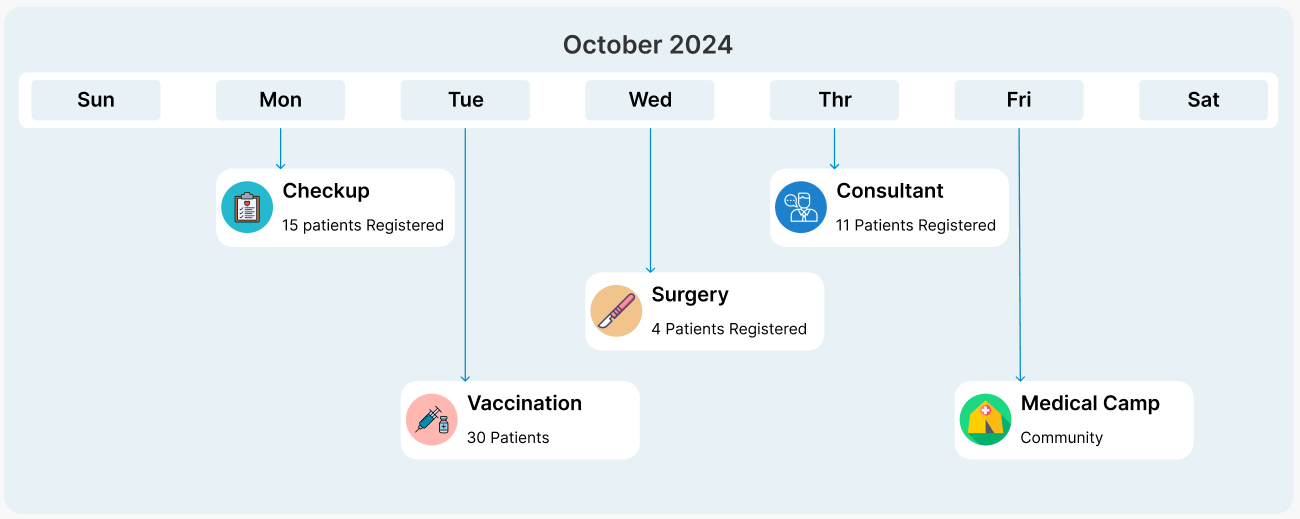 October 2024
Sun Mon Tue Wed Thr Fri Sat
Checkup
15 patients Registered
Consultant
11 Patients Registered
Surgery
4 Patients Registered
Vaccination
30 Patients
Medical Camp
Community